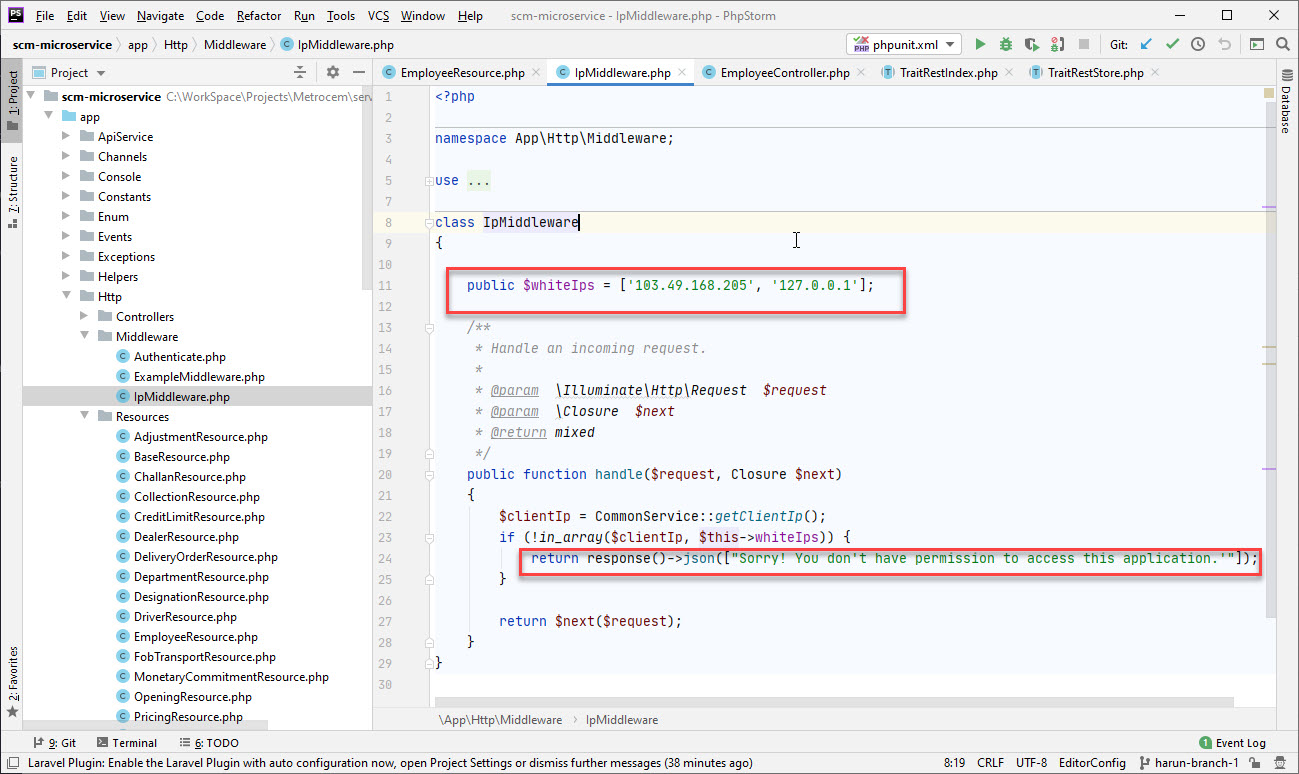 File Edit View Navigate Code Refactor Run Tools VCS Window Help scm-microservice - IpMiddleware.php - PhpStorm
scm-microservice app Http Middleware IpMiddleware.php phpunit.xml Git:
Project
EmployeeResource.php IpMiddleware.php EmployeeController.php TraitRestIndex.php TraitRestStore.php
1: Project
7: Structure
2: Favorites
Database
scm-microservice C:\WorkSpace\Projects\Metrocem\serv
app
ApiService
Channels
Console
Constants
Enum
Events
Exceptions
Helpers
Http
Controllers
Middleware
Authenticate.php
ExampleMiddleware.php
IpMiddleware.php
Resources
AdjustmentResource.php
BaseResource.php
ChallanResource.php
CollectionResource.php
CreditLimitResource.php
DealerResource.php
DeliveryOrderResource.php
DepartmentResource.php
DesignationResource.php
DriverResource.php
EmployeeResource.php
FobTransportResource.php
MonetaryCommitmentResource.php
OpeningResource.php
PricingResource.php
1 <?php
2
3 namespace App\Http\Middleware;
4
5 use ...
7
8 class IpMiddleware
9 {
10
11 public $whiteIps = ['103.49.168.205', '127.0.0.1'];
12
13 /**
14 * Handle an incoming request.
15 *
16 * @param \Illuminate\Http\Request $request
17 * @param \Closure $next
18 * @return mixed
19 */
20 public function handle($request, Closure $next)
21 {
22 $clientIp = CommonService::getClientIp();
23 if (!in_array($clientIp, $this->whiteIps)) {
24 return response()->json(["Sorry! You don't have permission to access this application.'"]);
25 }
26
27 return $next($request);
28 }
29 }
30
\App\Http\Middleware IpMiddleware
9: Git Terminal 6: TODO 1 Event Log
Laravel Plugin: Enable the Laravel Plugin with auto configuration now, open Project Settings or dismiss further messages (38 minutes ago) 8:19 CRLF UTF-8 EditorConfig harun-branch-1